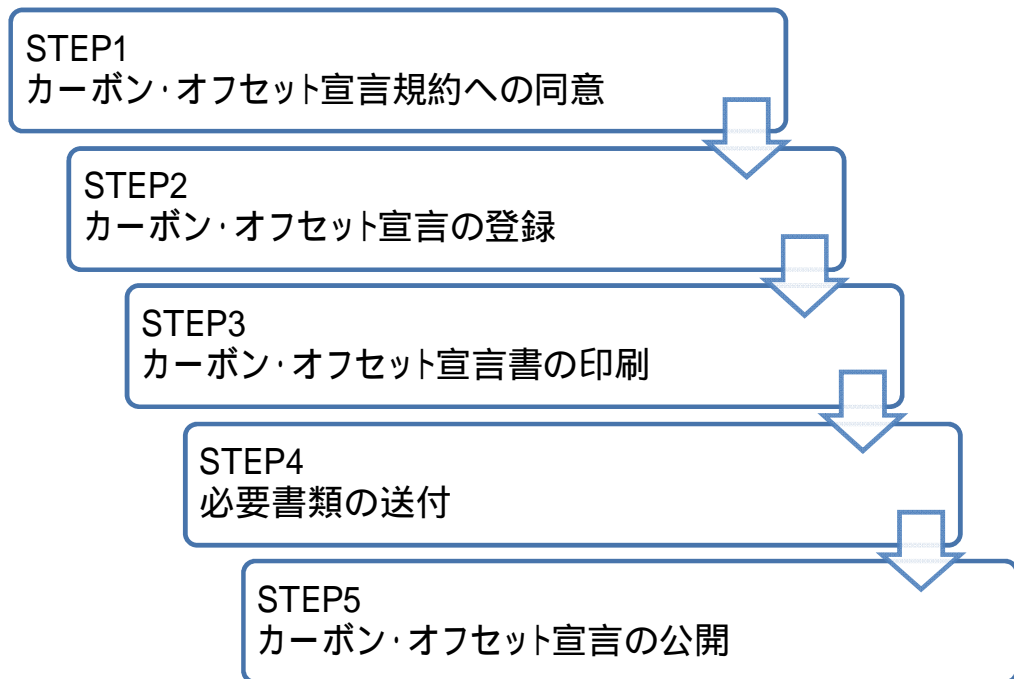 STEP1
カーボン・オフセット宣言規約への同意
STEP2
カーボン・オフセット宣言の登録
STEP3
カーボン・オフセット宣言書の印刷
STEP4
必要書類の送付
STEP5
カーボン・オフセット宣言の公開